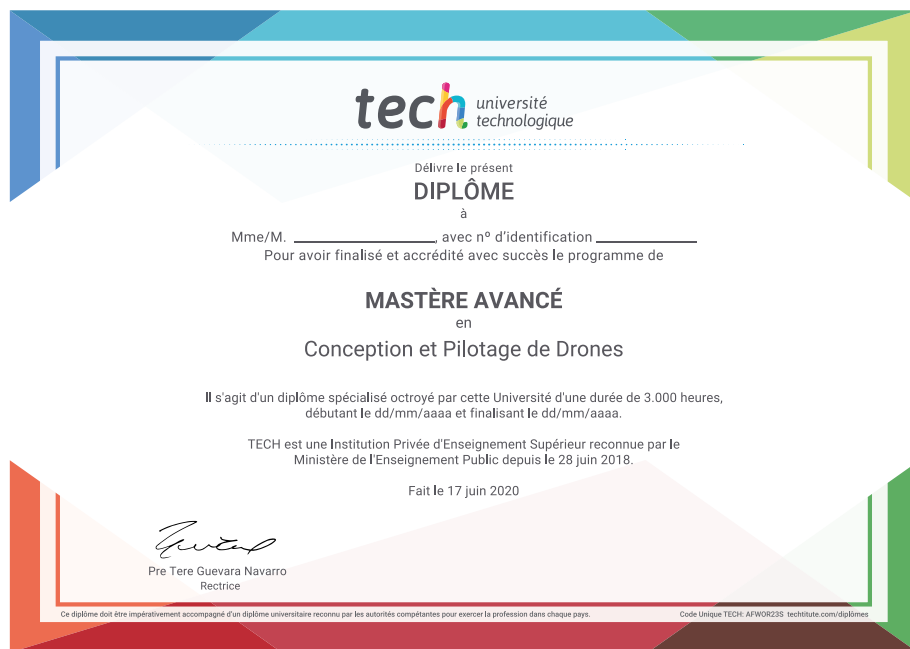 tech université
technologique
Délivre le présent
DIPLÔME
à
Mme/M. ____________________, avec nº d'identification ______________
Pour avoir finalisé et accrédité avec succès le programme de
MASTÈRE AVANCÉ
en
Conception et Pilotage de Drones
Il s'agit d'un diplôme spécialisé octroyé par cette Université d'une durée de 3.000 heures,
débutant le dd/mm/aaaa et finalisant le dd/mm/aaaa.
TECH est une Institution Privée d'Enseignement Supérieur reconnue par le
Ministère de l'Enseignement Public depuis le 28 juin 2018.
Fait le 17 juin 2020
Pre Tere Guevara Navarro
Rectrice
Ce diplôme doit être impérativement accompagné d'un diplôme universitaire reconnu par les autorités compétentes pour exercer la profession dans chaque pays.
Code Unique TECH: AFWOR23S techtitute.com/diplômes